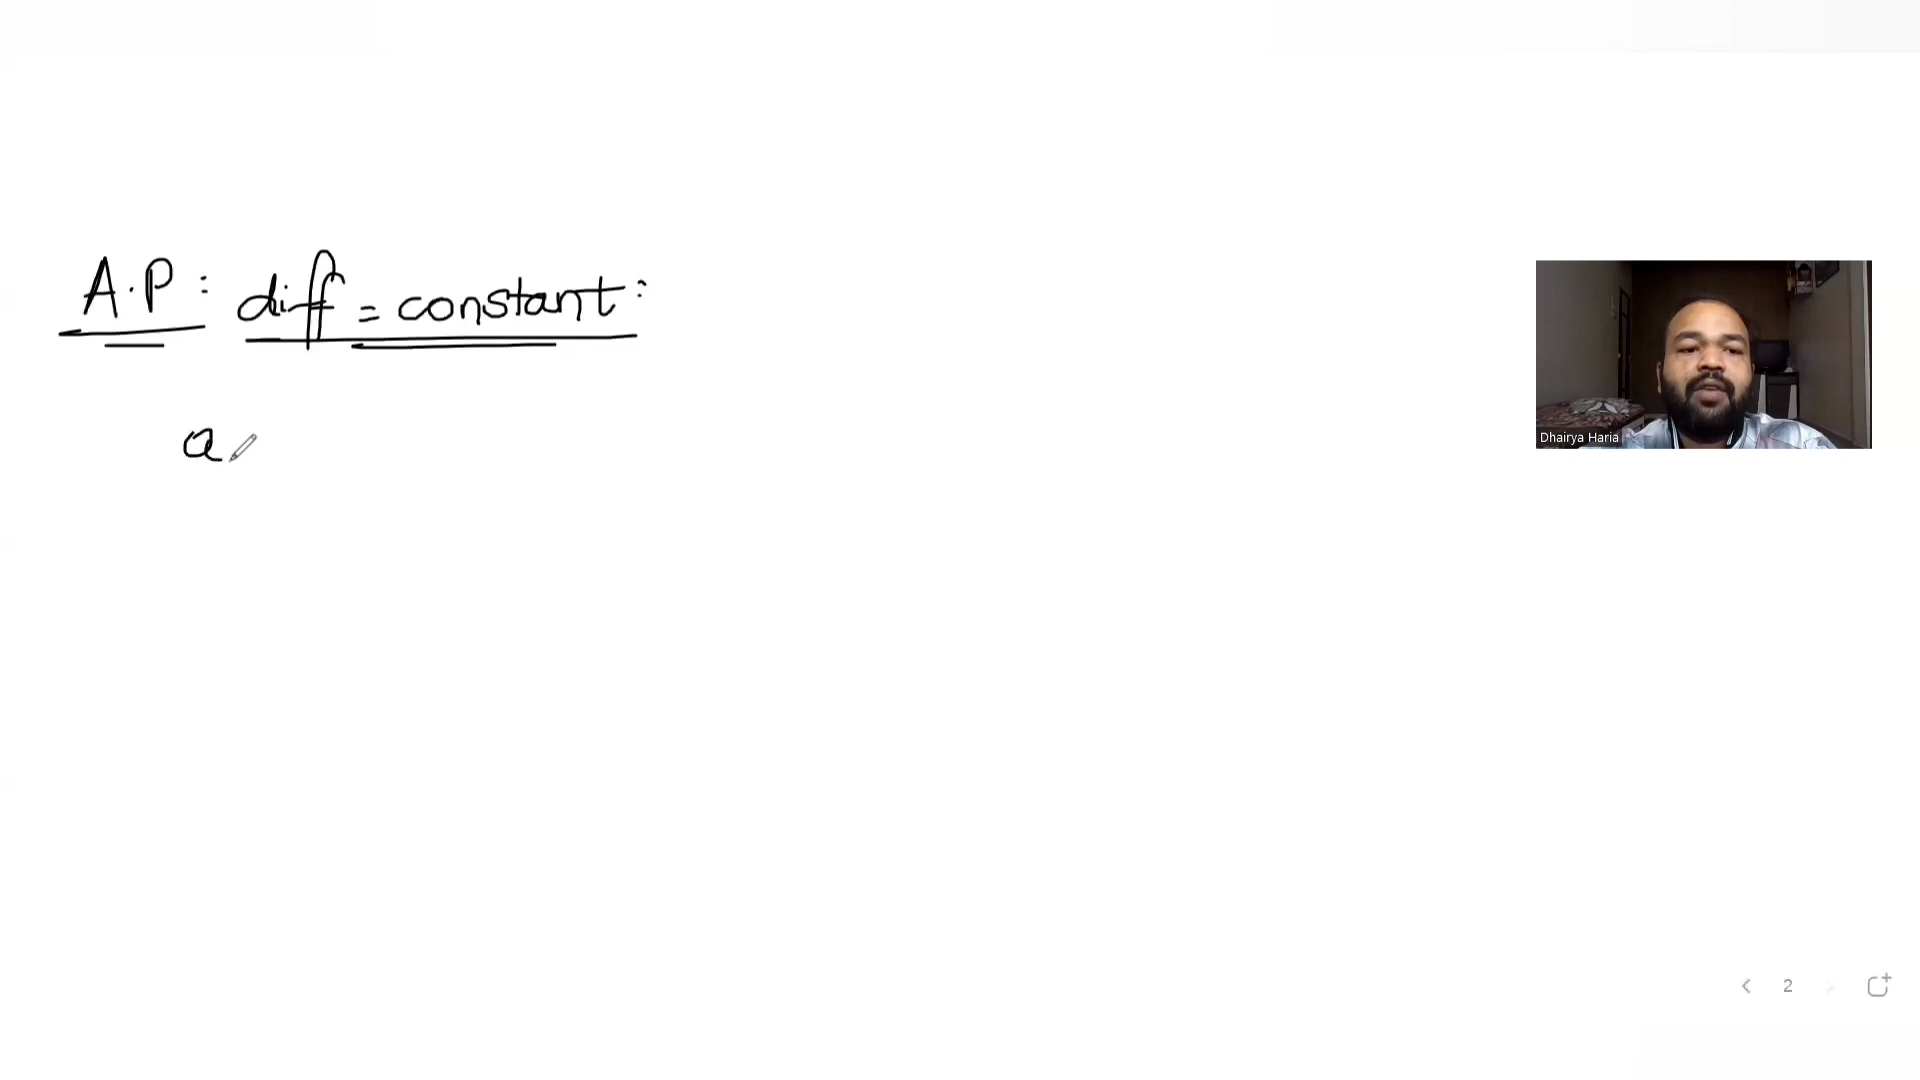 A.P : diff = constant :
a
Dhairya Haria
2